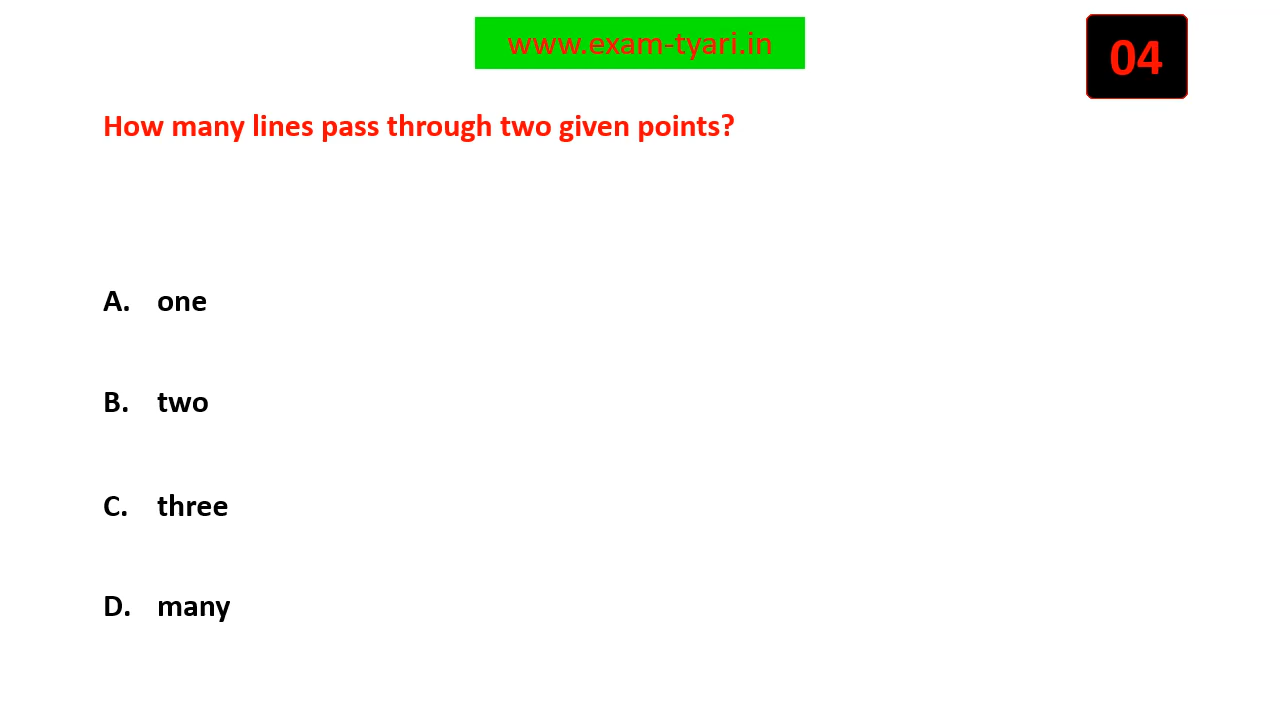 www.exam-tyari.in
04
How many lines pass through two given points?
A. one
B. two
C. three
D. many